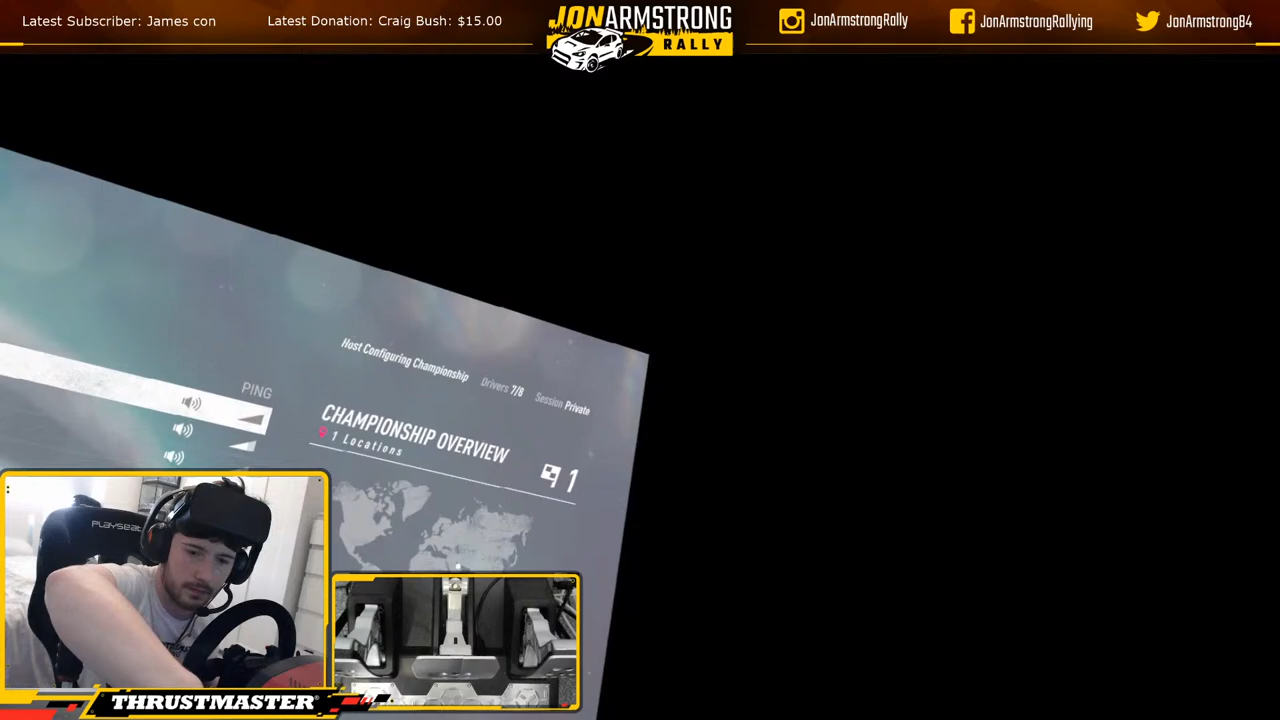 Latest Subscriber: James con
Latest Donation: Craig Bush: $15.00
JONARMSTRONG
RALLY
JonArmstrongRally
JonArmstrongRallying
JonArmstrong84
Host Configuring Championship
Drivers 7/8
Session Private
PING
CHAMPIONSHIP OVERVIEW
1 Locations
1
PLAYSEAT
THRUSTMASTER